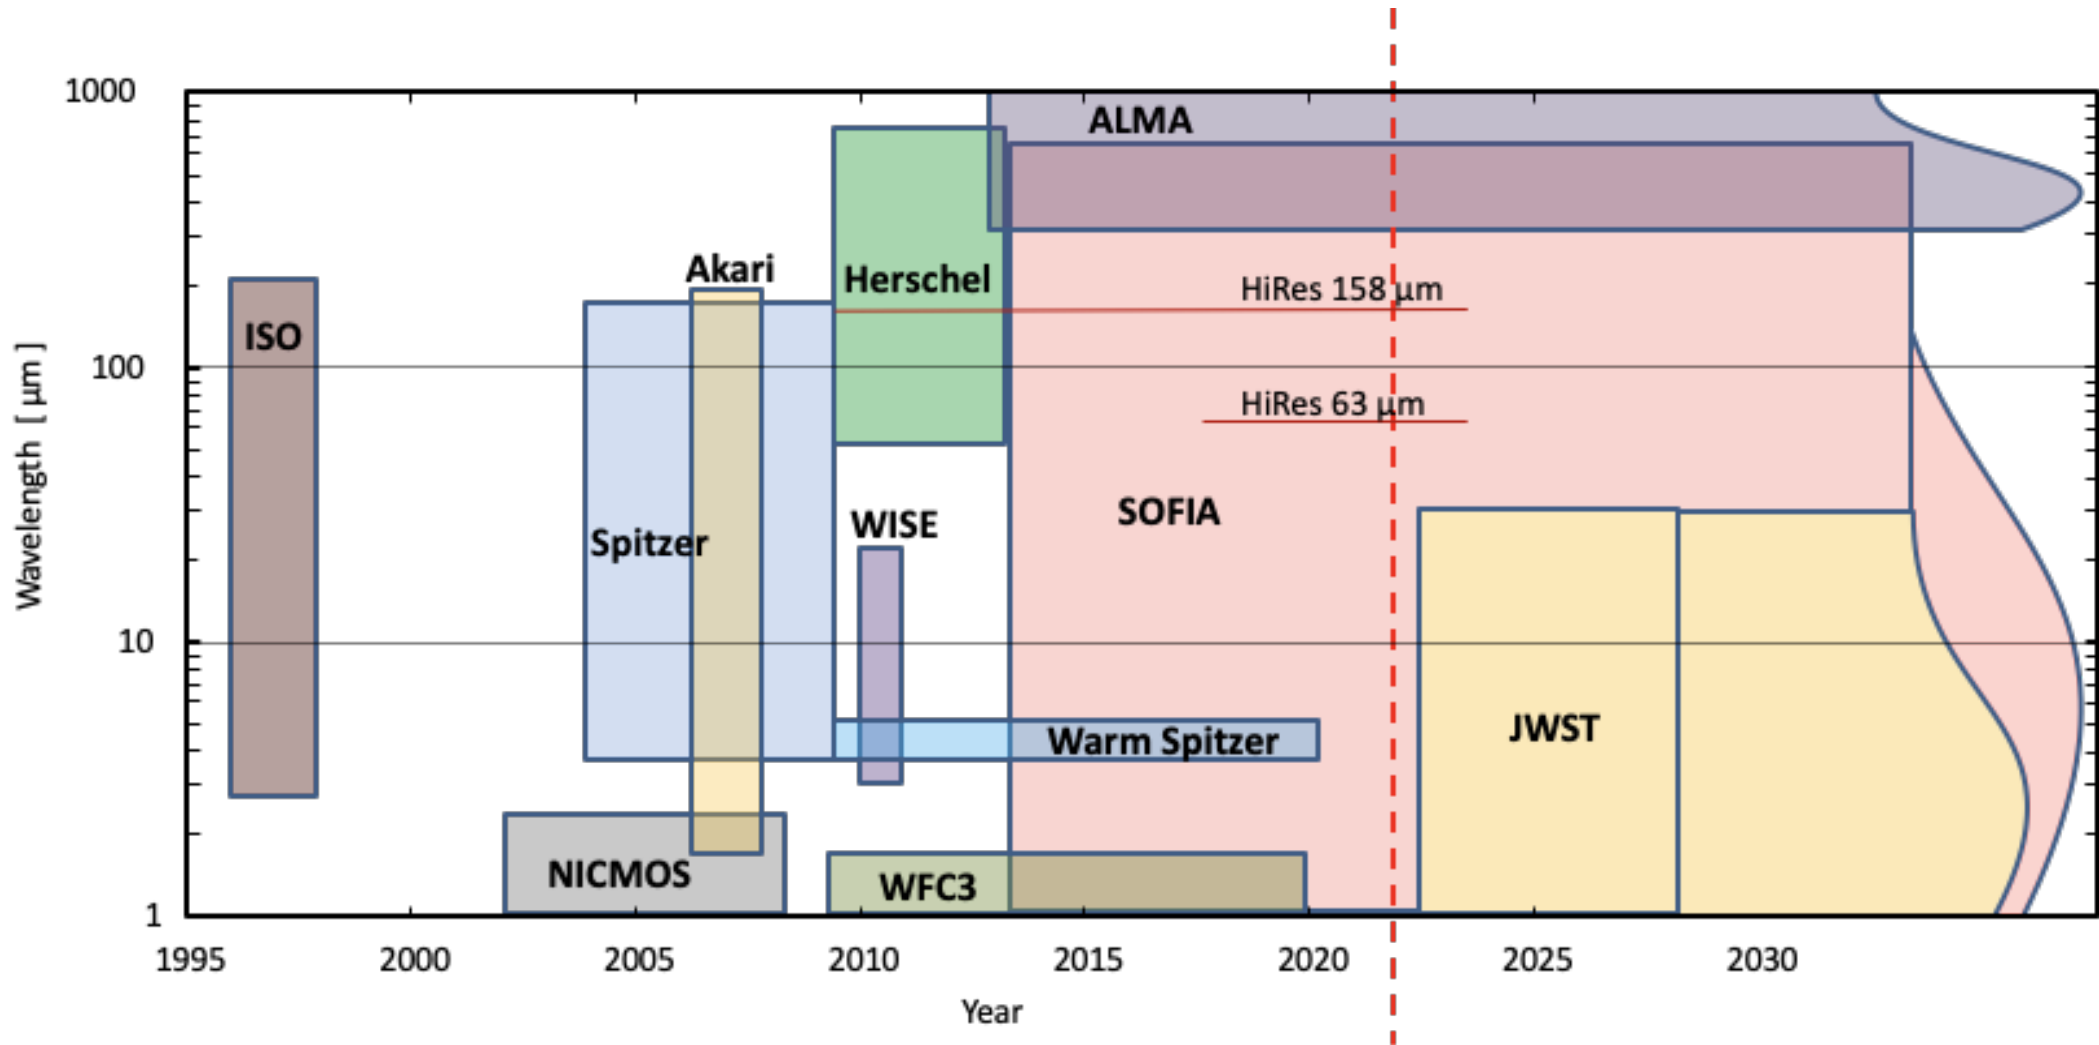 1000
ALMA
Akari
Herschel
HiRes 158 µm
ISO
100
HiRes 63 µm
SOFIA
WISE
Spitzer
Wavelength [ µm ]
10
JWST
Warm Spitzer
NICMOS
WFC3
1
1995 2000 2005 2010 2015 2020 2025 2030
Year